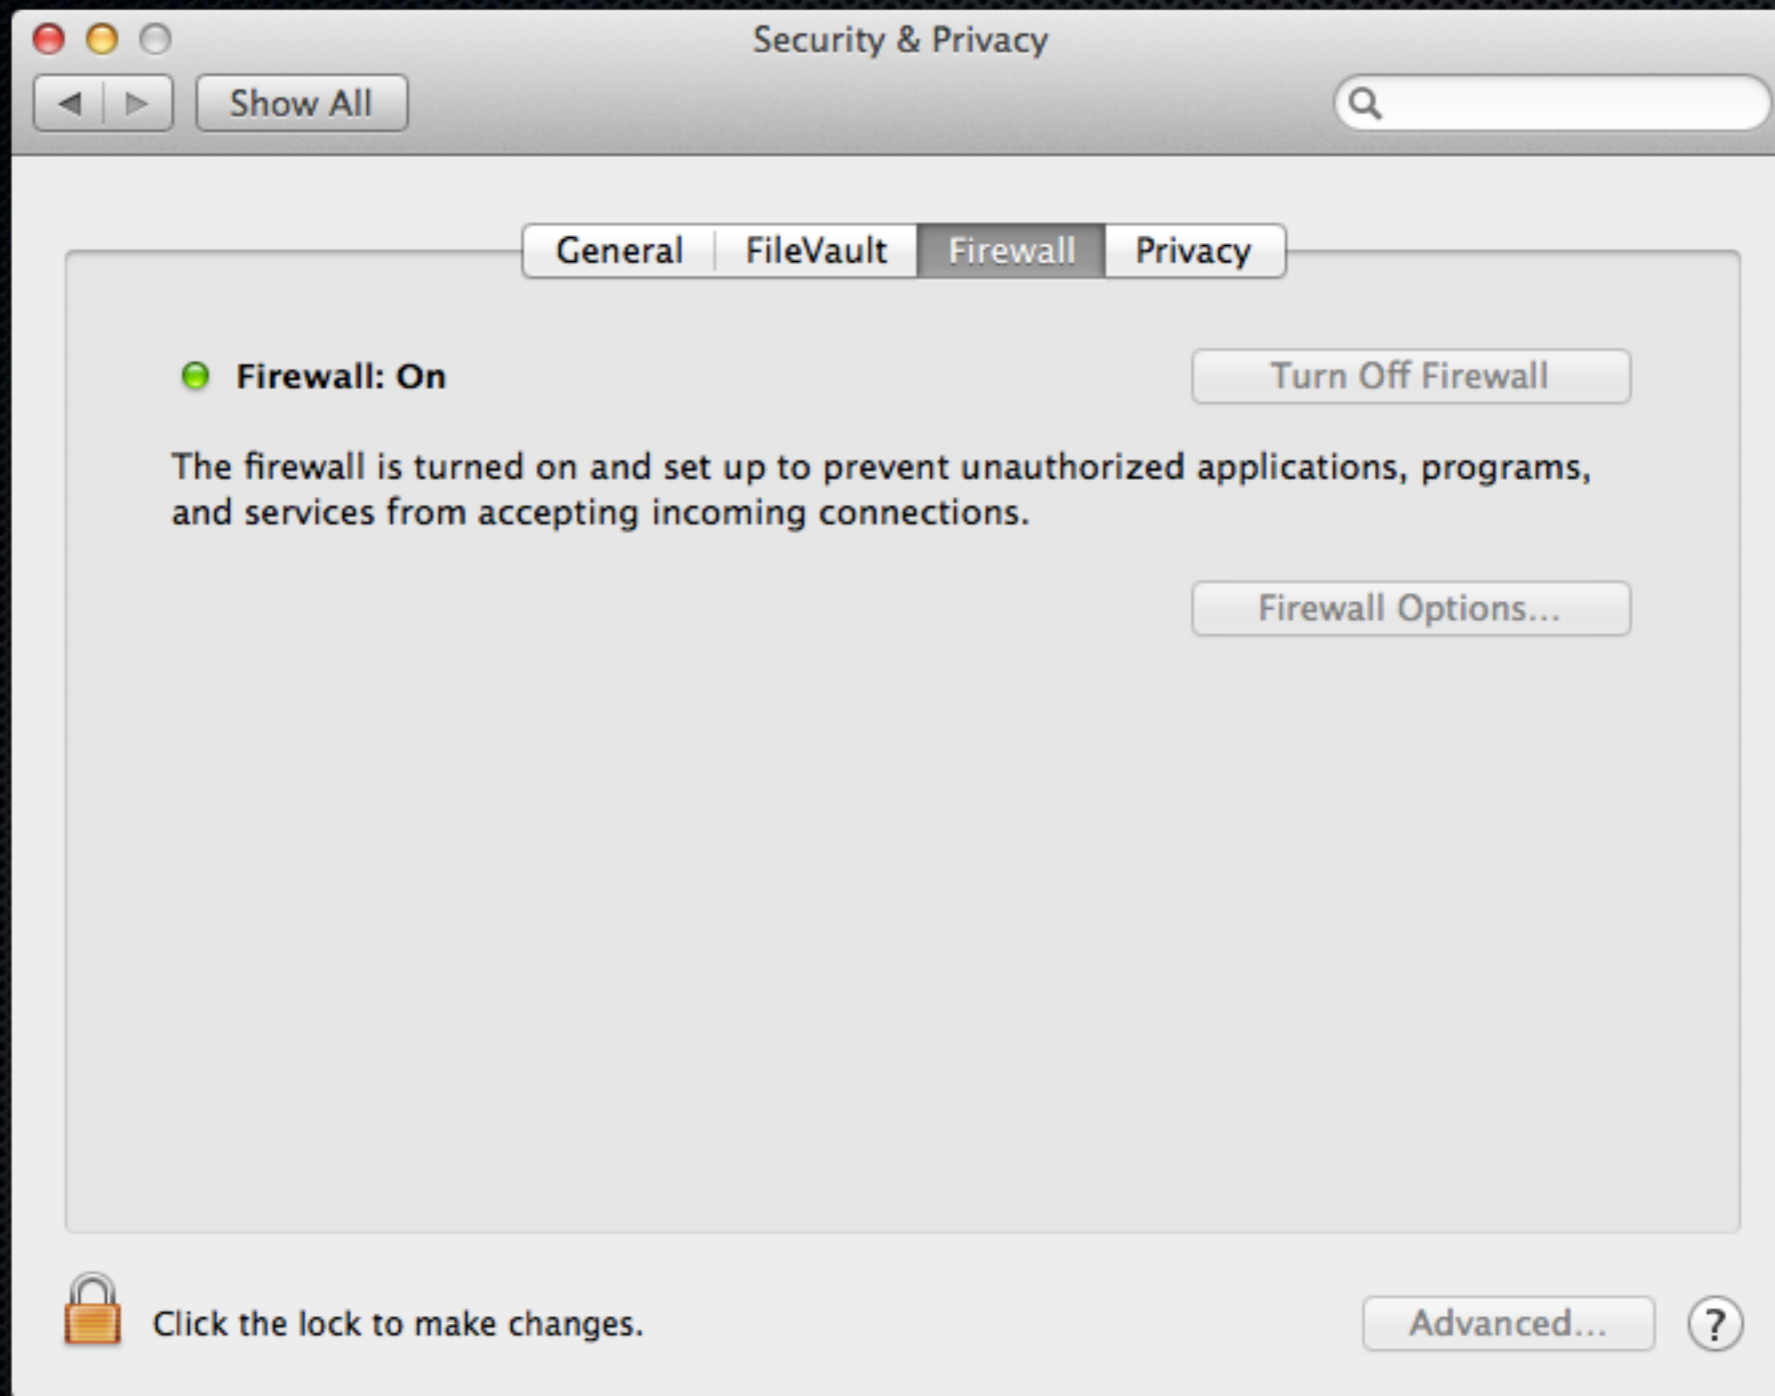 Security & Privacy
Show All
General FileVault Firewall Privacy
Firewall: On Turn Off Firewall
The firewall is turned on and set up to prevent unauthorized applications, programs,
and services from accepting incoming connections.
Firewall Options...
Click the lock to make changes. Advanced... ?